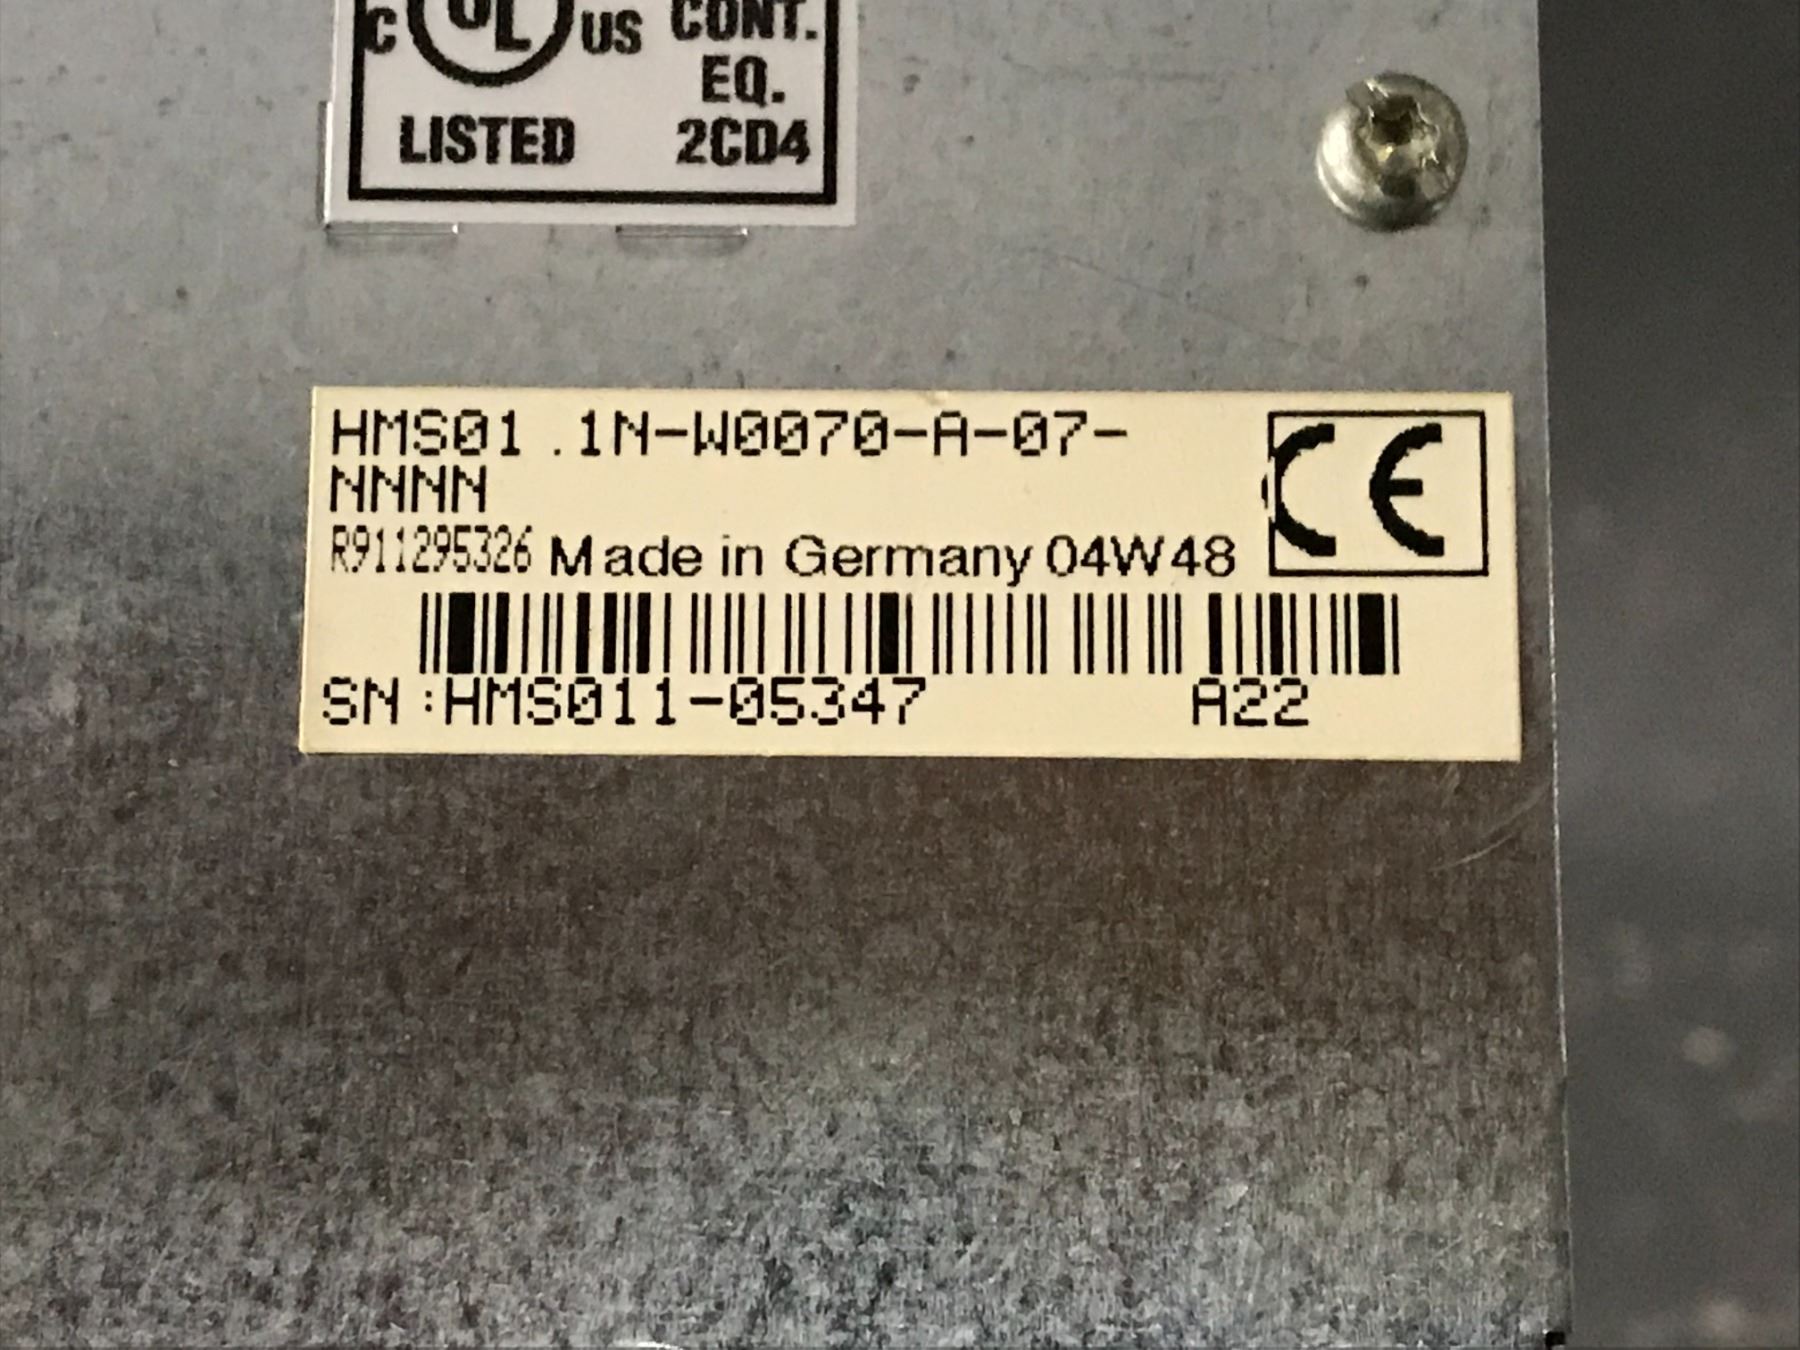 C UL US CONT.
EQ.
LISTED 2CD4
HMS01.1N-W0070-A-07-
NNNN
R911295326 Made in Germany 04W48
CE
SN:HMS011-05347 A22